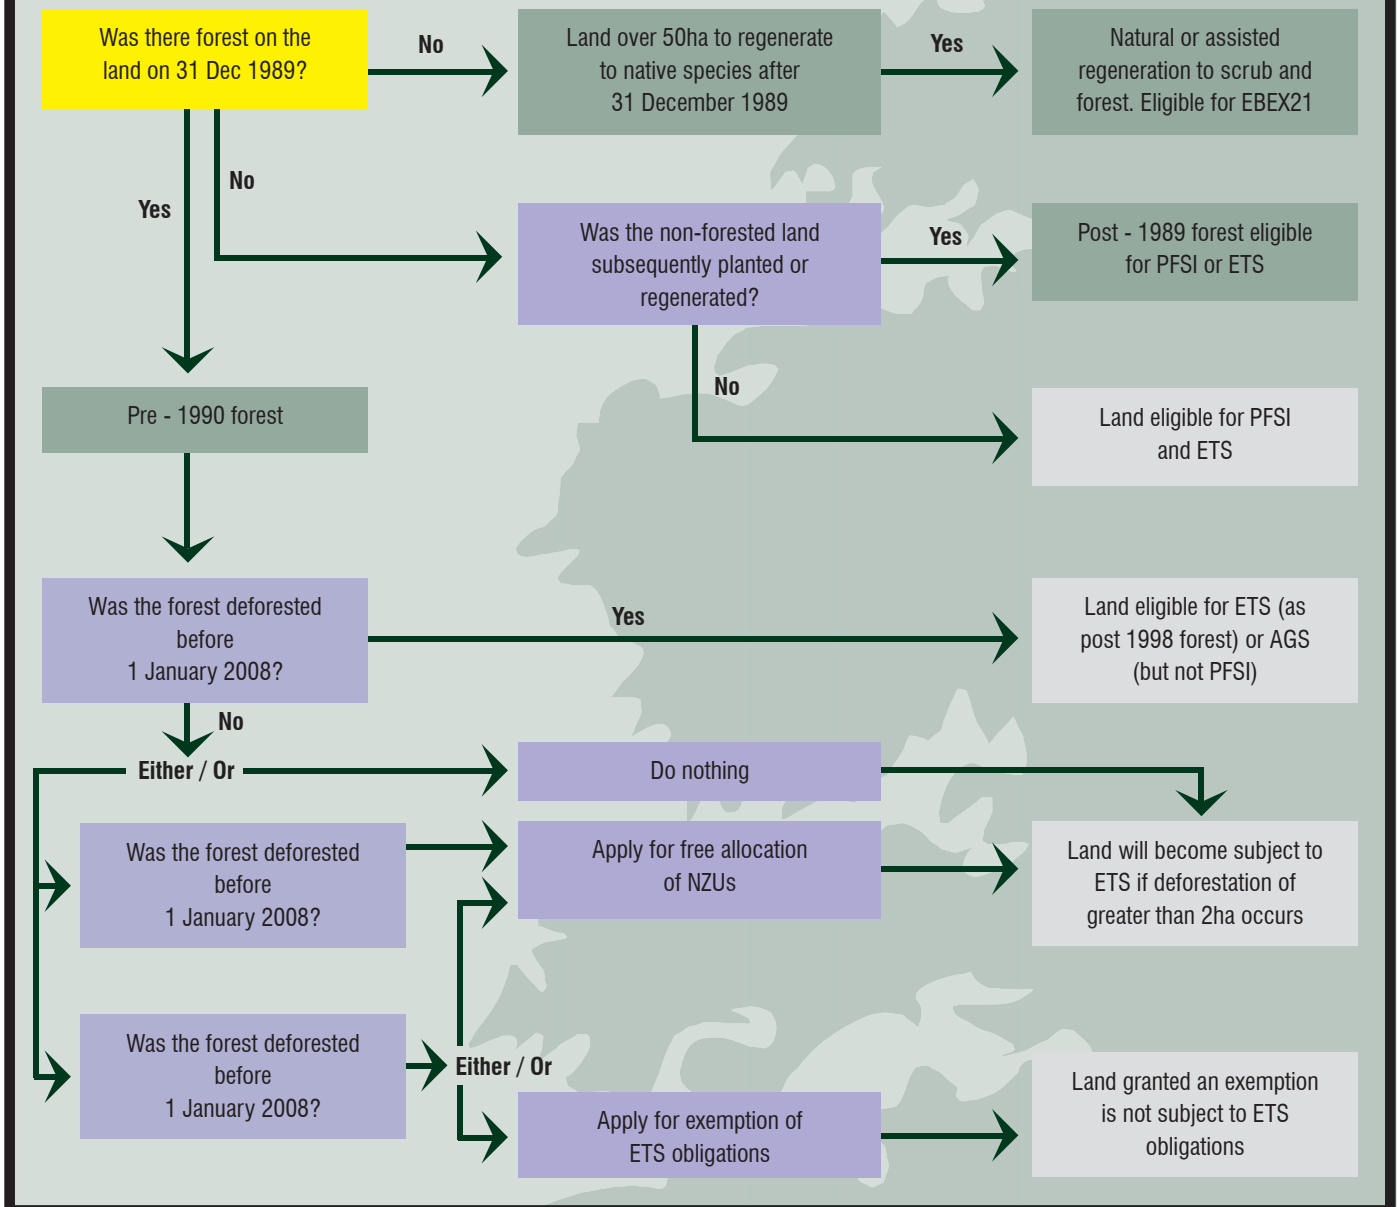 Was there forest on the
land on 31 Dec 1989?
No
Land over 50ha to regenerate
to native species after
31 December 1989
Yes
Natural or assisted
regeneration to scrub and
forest. Eligible for EBEX21
Yes
No
Was the non-forested land
subsequently planted or
regenerated?
Yes
Post - 1989 forest eligible
for PFSI or ETS
No
Pre - 1990 forest
Land eligible for PFSI
and ETS
Was the forest deforested
before
1 January 2008?
Yes
Land eligible for ETS (as
post 1998 forest) or AGS
(but not PFSI)
No
Either / Or
Do nothing
Was the forest deforested
before
1 January 2008?
Apply for free allocation
of NZUs
Land will become subject to
ETS if deforestation of
greater than 2ha occurs
Was the forest deforested
before
1 January 2008?
Either / Or
Apply for exemption of
ETS obligations
Land granted an exemption
is not subject to ETS
obligations